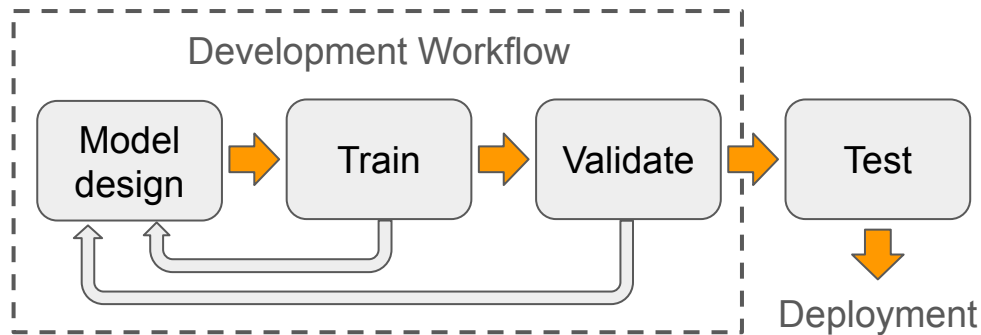 Development Workflow
Model
design
Train
Validate
Test
Deployment